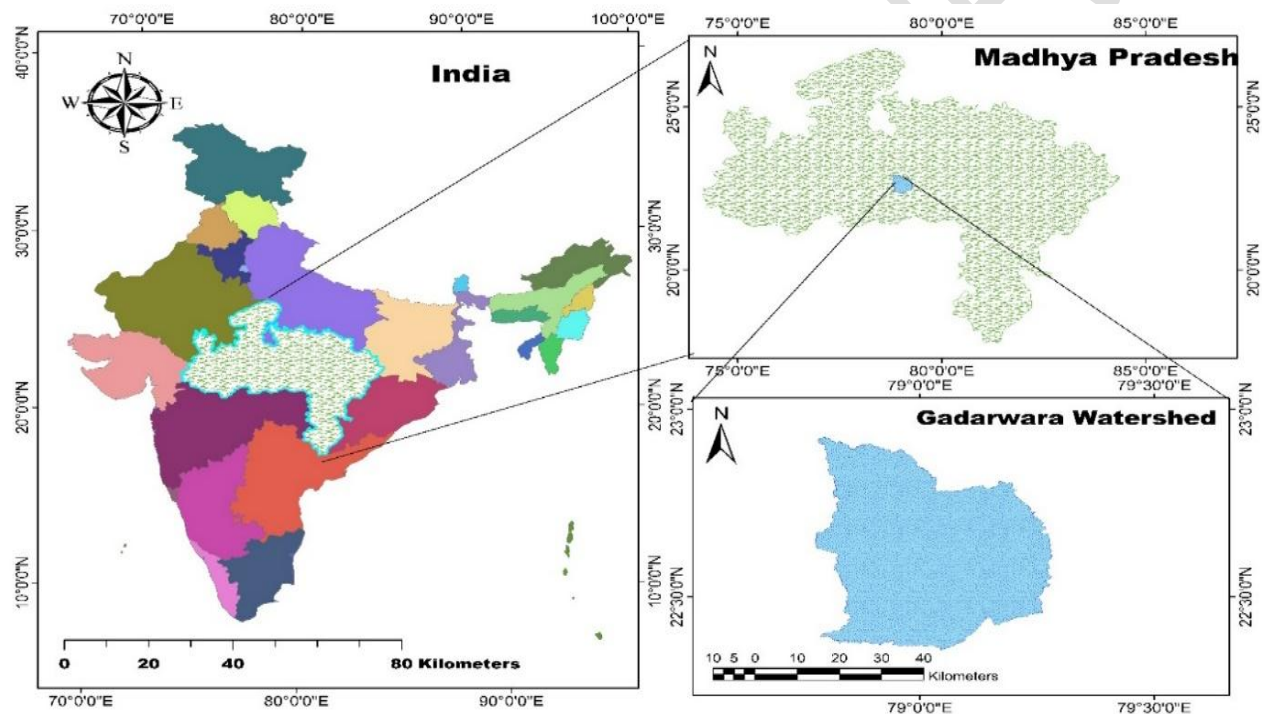 70°0'0"E 80°0'0"E 90°0'0"E 100°0'0"E
India
N
W E
S
40°0'0"N
30°0'0"N
20°0'0"N
10°0'0"N
30°0'0"N
20°0'0"N
10°0'0"N
0 20 40 80 Kilometers
70°0'0"E 80°0'0"E 90°0'0"E
75°0'0"E 80°0'0"E 85°0'0"E
Madhya Pradesh
N
25°0'0"N
20°0'0"N
25°0'0"N
20°0'0"N
75°0'0"E 80°0'0"E 85°0'0"E
79°0'0"E 79°30'0"E
Gadarwara Watershed
N
23°0'0"N
22°30'0"N
23°0'0"N
22°30'0"N
10 5 0 10 20 30 40
Kilometers
79°0'0"E 79°30'0"E